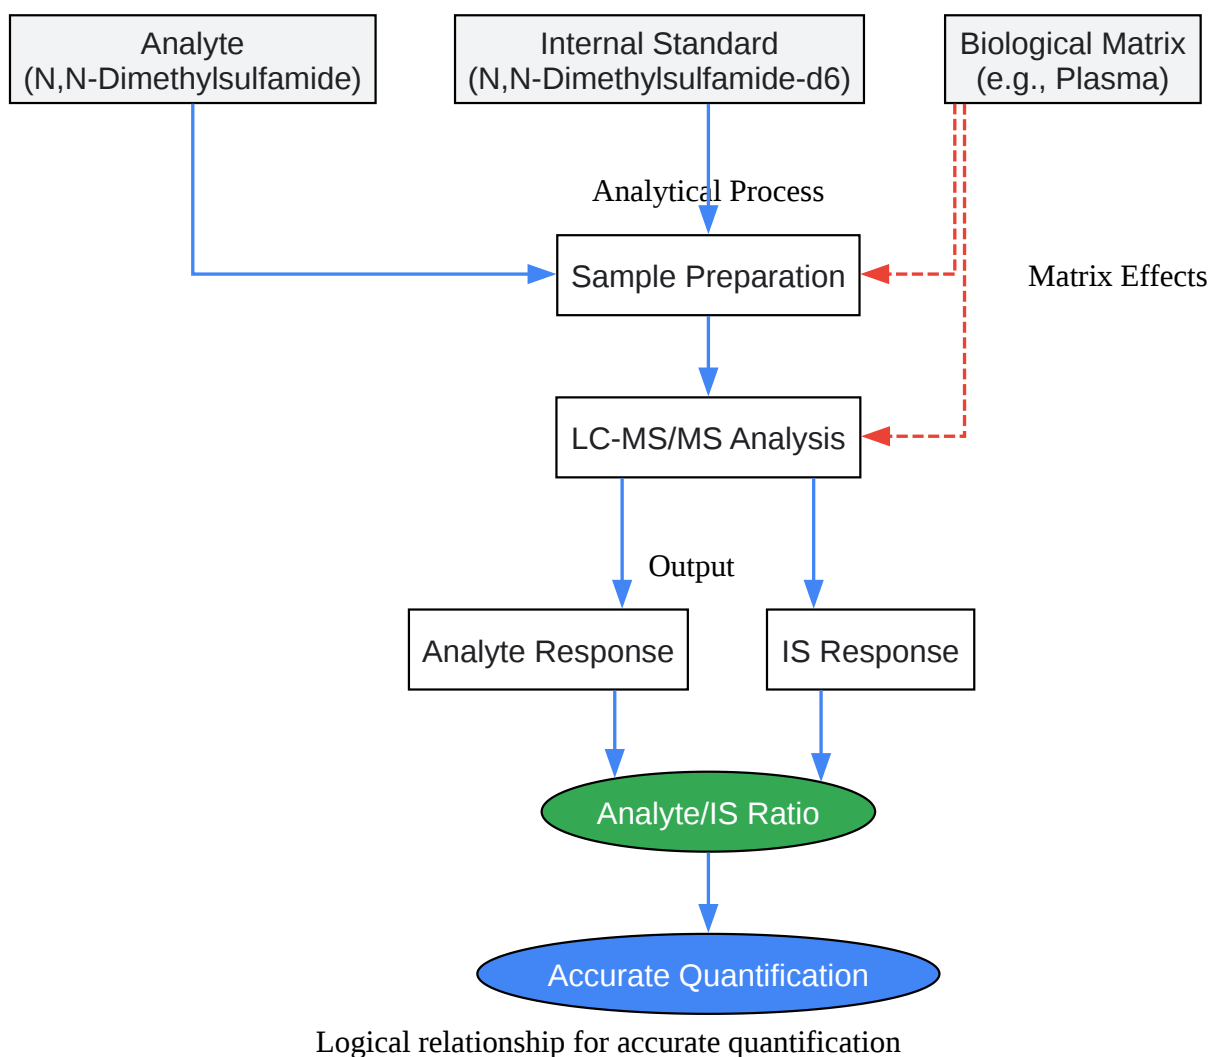 Analyte
(N,N-Dimethylsulfamide)
Internal Standard
(N,N-Dimethylsulfamide-d6)
Biological Matrix
(e.g., Plasma)
Analytical Process
Sample Preparation
Matrix Effects
LC-MS/MS Analysis
Output
Analyte Response
IS Response
Analyte/IS Ratio
Accurate Quantification
Logical relationship for accurate quantification